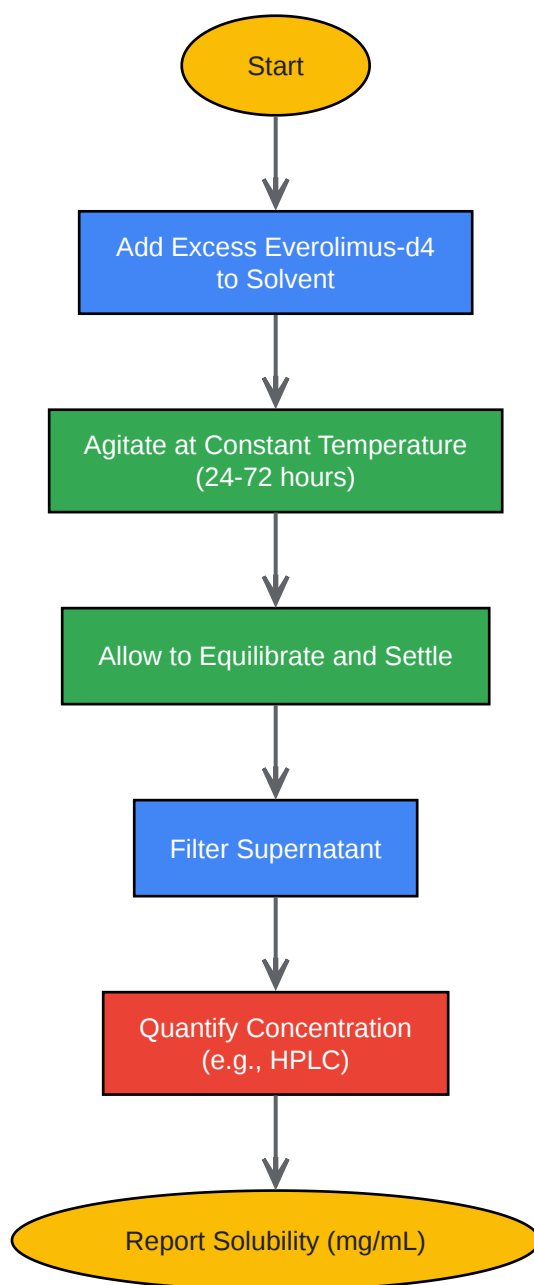 Start
Add Excess Everolimus-d4
to Solvent
Agitate at Constant Temperature
(24-72 hours)
Allow to Equilibrate and Settle
Filter Supernatant
Quantify Concentration
(e.g., HPLC)
Report Solubility (mg/mL)